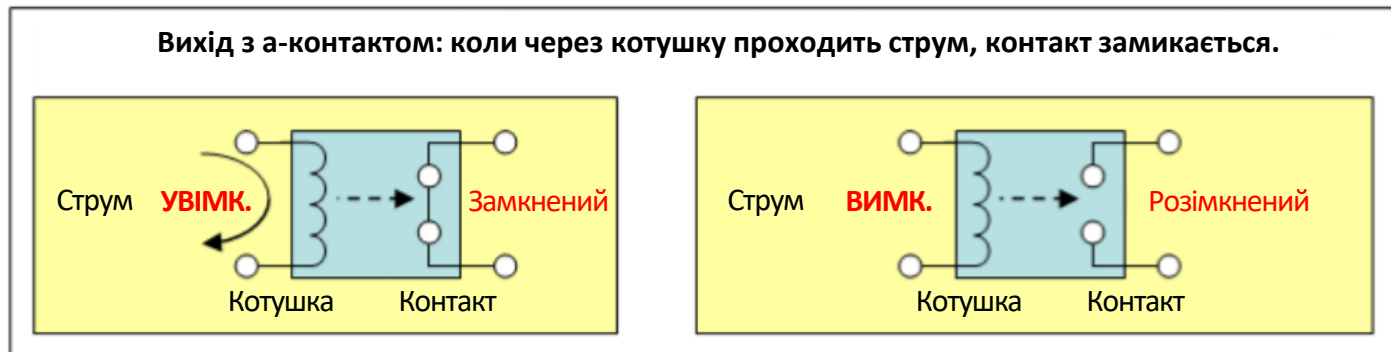 Вихід з а-контактом: коли через котушку проходить струм, контакт замикається.
Струм УВІМК. Замкнений
Котушка Контакт
Струм ВИМК. Розімкнений
Котушка Контакт